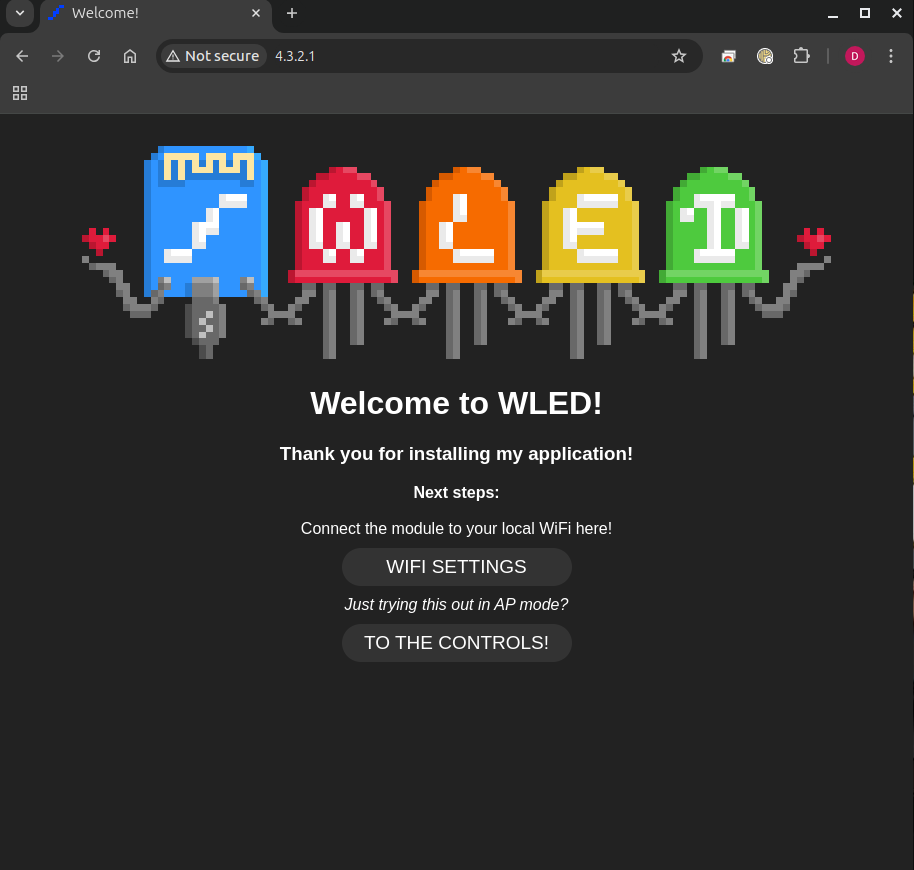 Welcome!
Not secure
4.3.2.1
D
WLED
Welcome to WLED!
Thank you for installing my application!
Next steps:
Connect the module to your local WiFi here!
WIFI SETTINGS
Just trying this out in AP mode?
TO THE CONTROLS!